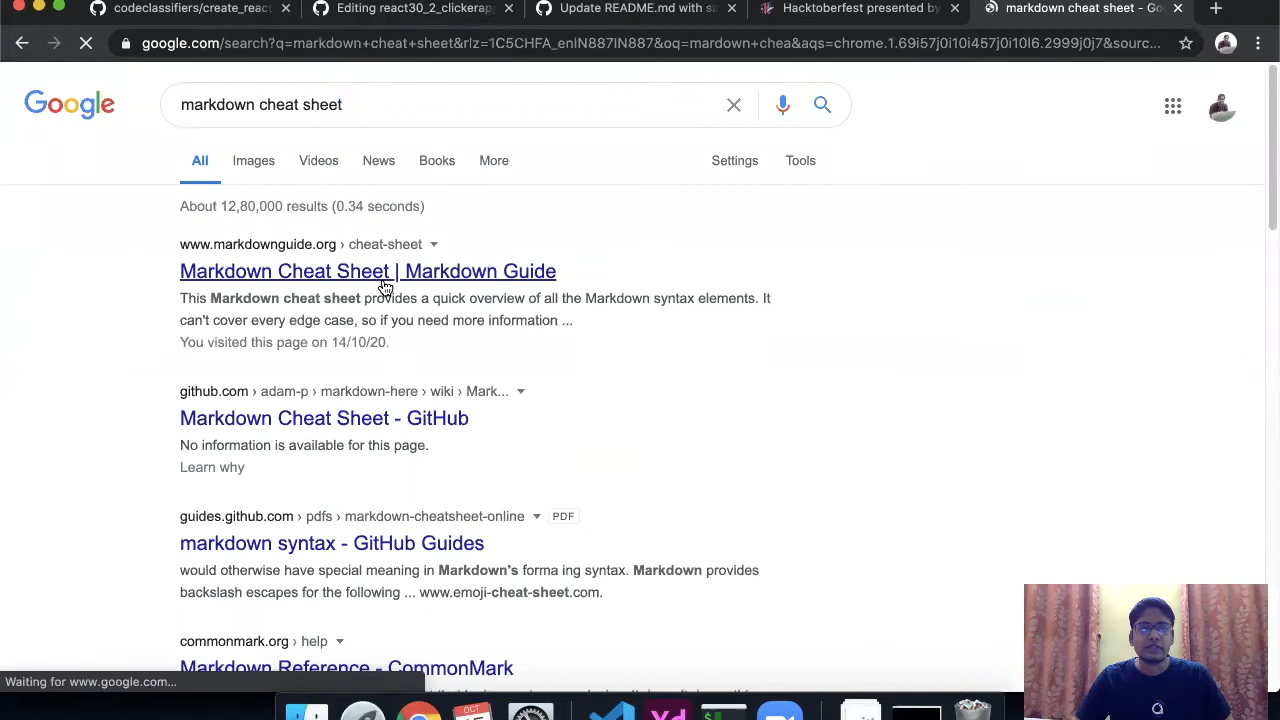 codeclassifiers/create_react
Editing react30_2_clickerapp
Update README.md with sa
Hacktoberfest presented by
markdown cheat sheet - Go
google.com/search?q=markdown+cheat+sheet&rlz=1C5CHFA_enIN887IN887&oq=mardown+chea&aqs=chrome.1.69i57j0i10i457j0i10l6.2999j0j7&sourc...
Google
markdown cheat sheet
All Images Videos News Books More Settings Tools
About 12,80,000 results (0.34 seconds)
www.markdownguide.org › cheat-sheet
Markdown Cheat Sheet | Markdown Guide
This Markdown cheat sheet provides a quick overview of all the Markdown syntax elements. It
can't cover every edge case, so if you need more information ...
You visited this page on 14/10/20.
github.com › adam-p › markdown-here › wiki › Mark...
Markdown Cheat Sheet - GitHub
No information is available for this page.
Learn why
guides.github.com › pdfs › markdown-cheatsheet-online PDF
markdown syntax - GitHub Guides
would otherwise have special meaning in Markdown's forma ing syntax. Markdown provides
backslash escapes for the following ... www.emoji-cheat-sheet.com.
commonmark.org › help
Markdown Reference - CommonMark
Waiting for www.google.com...
OCT
Xd